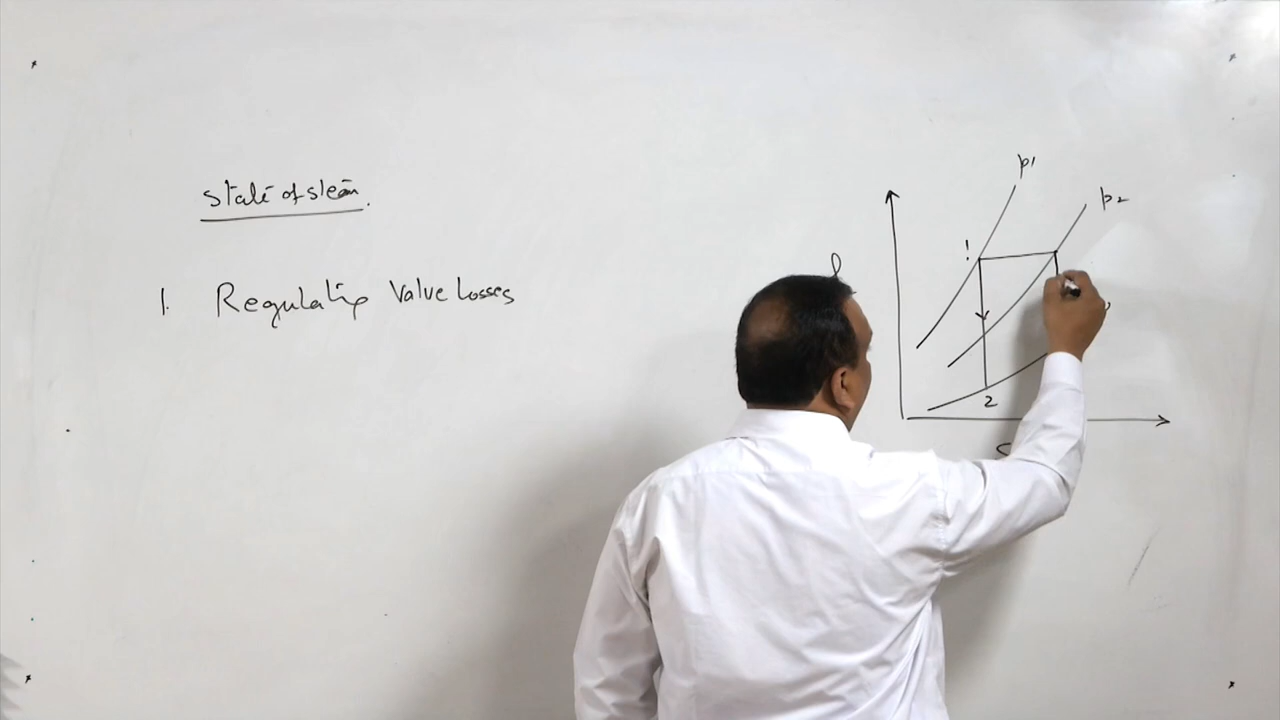 State of steam.
1. Regulating Valve Losses
p1
p2
1
2